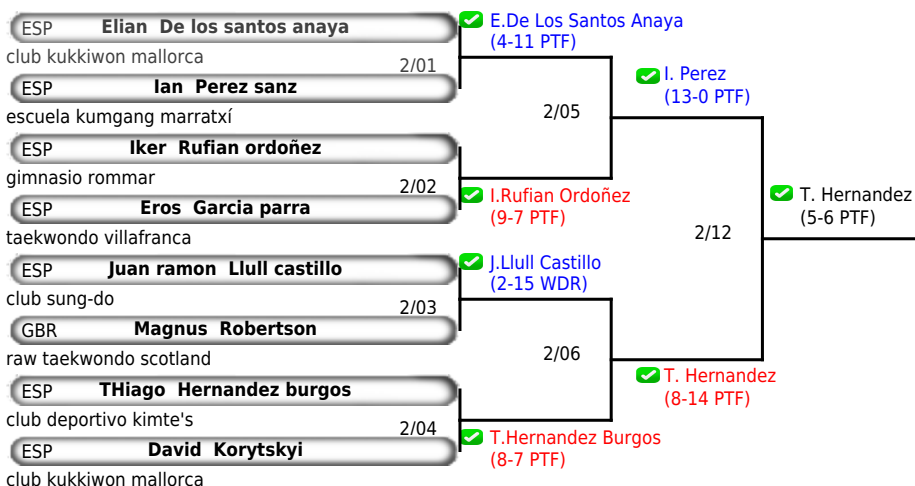 ESP Elian De los santos anaya
club kukkiwon mallorca
2/01
ESP Ian Perez sanz
escuela kumgang marratxí
ESP Iker Rufian ordoñez
gimnasio rommar
2/02
ESP Eros Garcia parra
taekwondo villafranca
ESP Juan ramon Llull castillo
club sung-do
2/03
GBR Magnus Robertson
raw taekwondo scotland
ESP THiago Hernandez burgos
club deportivo kimte's
2/04
ESP David Korytskyi
club kukkiwon mallorca
E.De Los Santos Anaya
(4-11 PTF)
2/05
I.Rufian Ordoñez
(9-7 PTF)
J.Llull Castillo
(2-15 WDR)
2/06
T.Hernandez Burgos
(8-7 PTF)
I. Perez
(13-0 PTF)
2/12
T. Hernandez
(8-14 PTF)
T. Hernandez
(5-6 PTF)